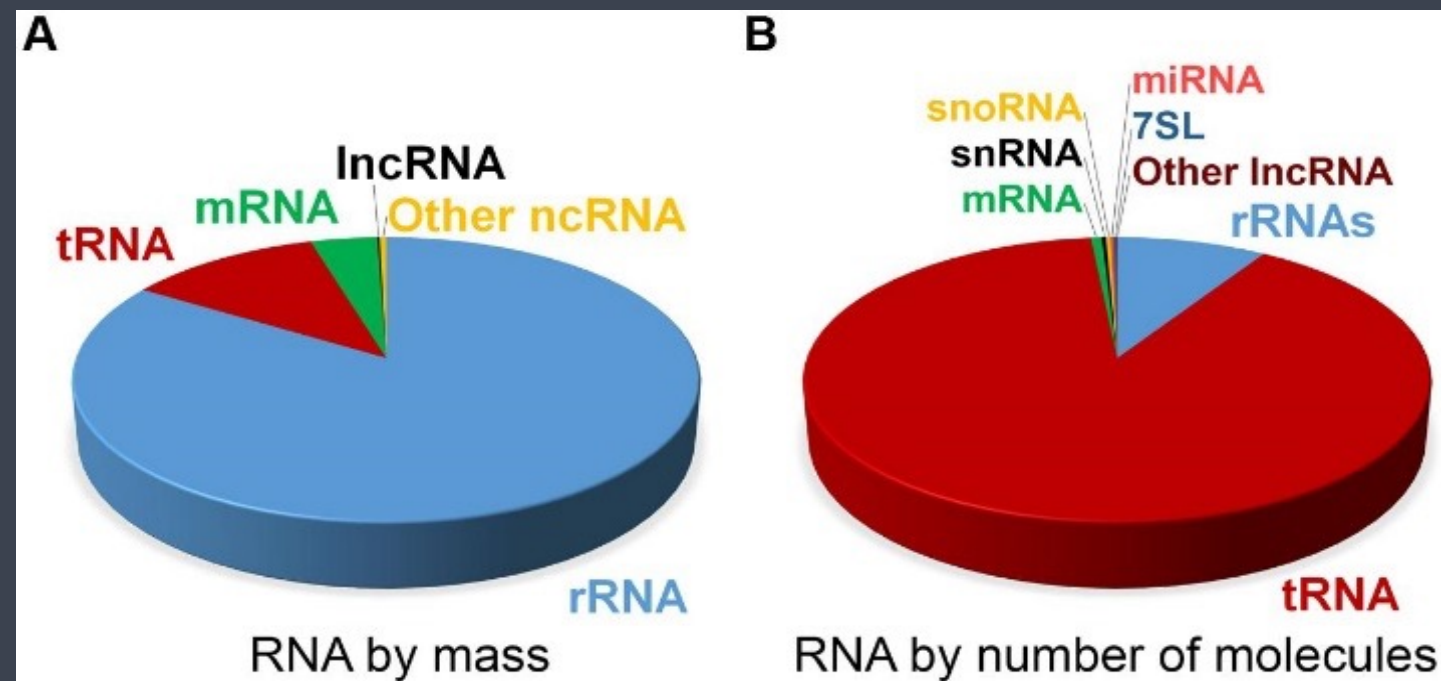 A
lncRNA
mRNA
Other ncRNA
tRNA
rRNA
RNA by mass
B
miRNA
snoRNA
7SL
snRNA
Other lncRNA
mRNA
rRNAs
tRNA
RNA by number of molecules